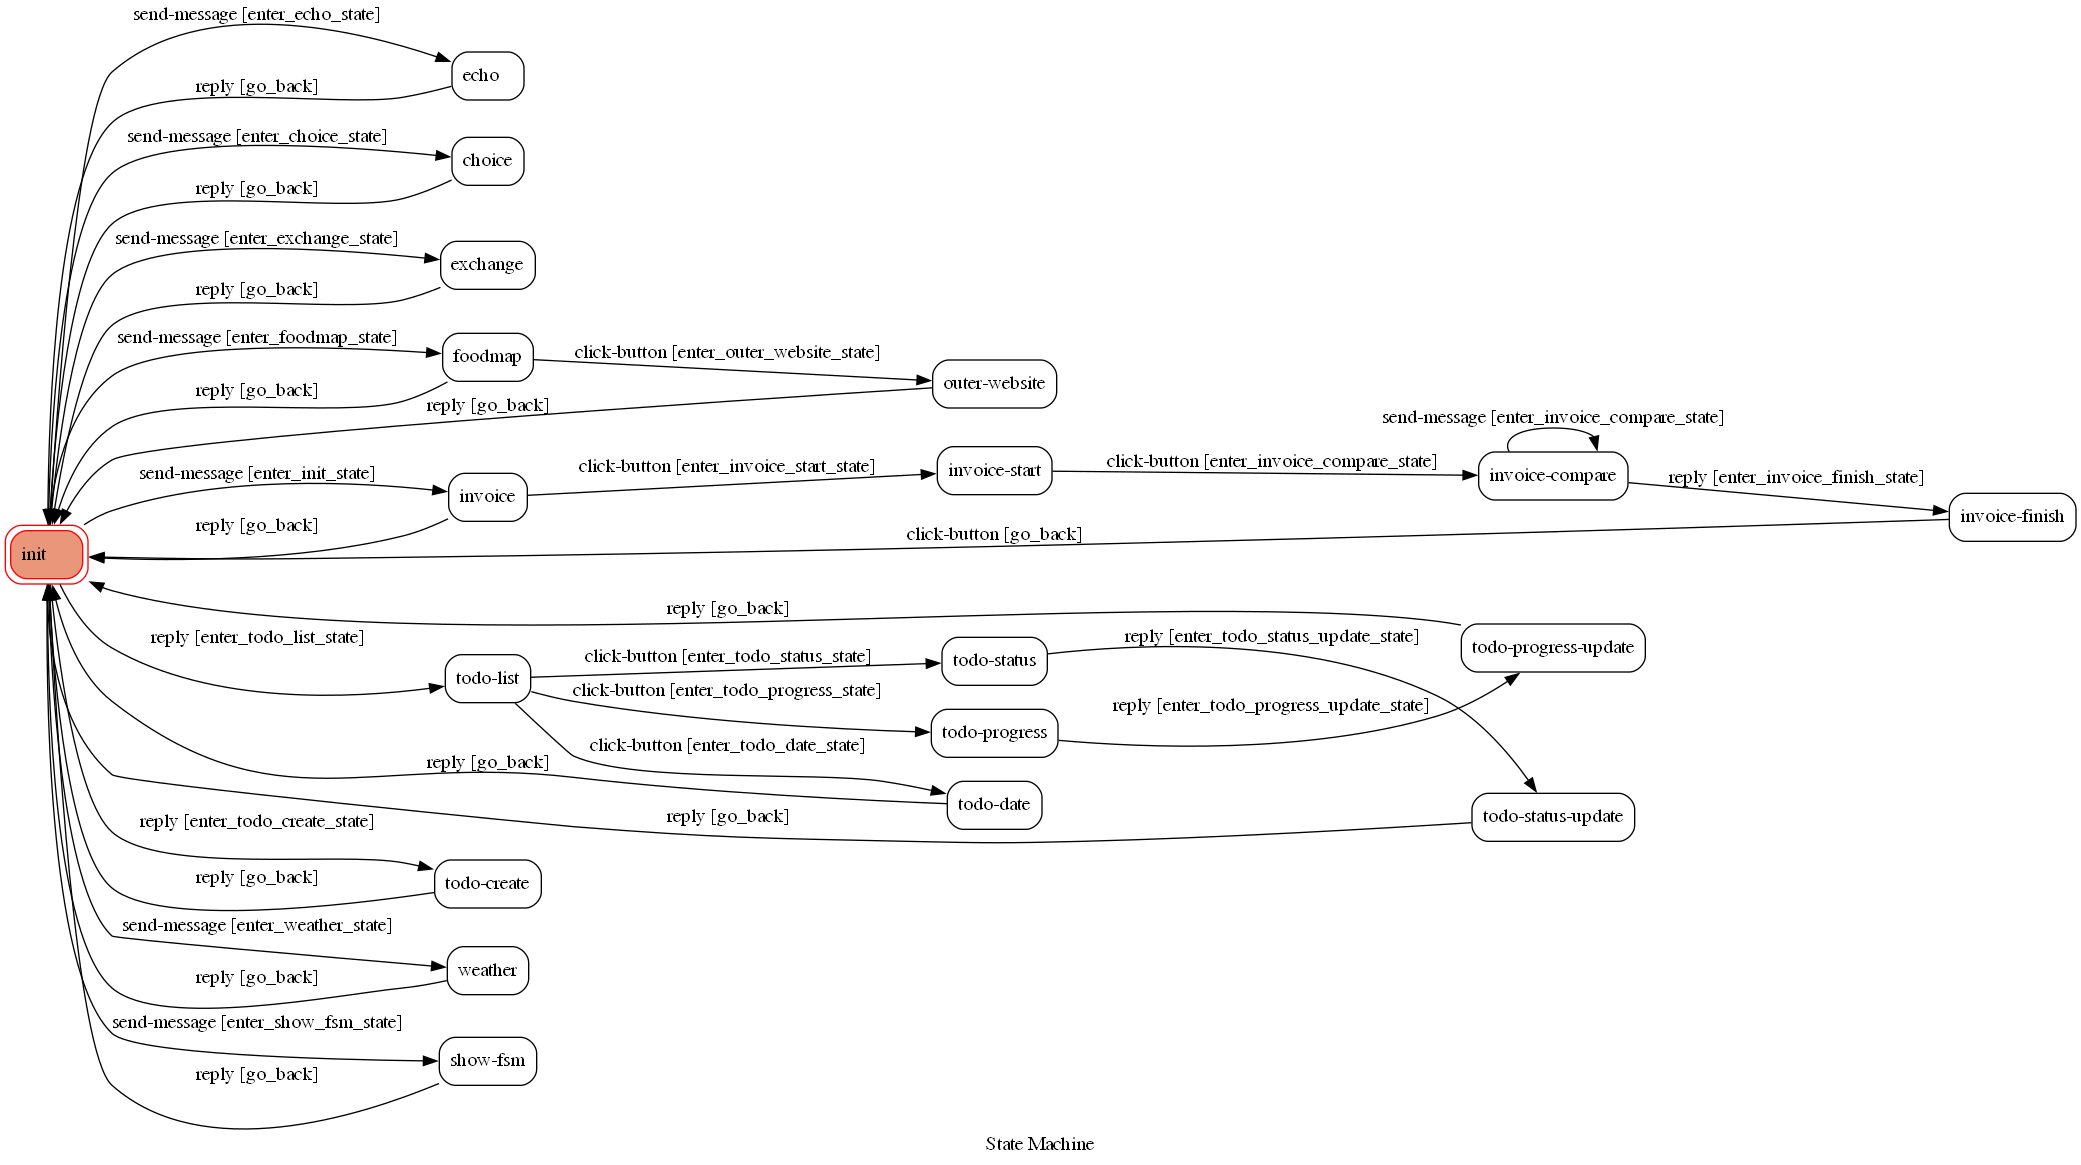 send-message [enter_echo_state]
echo
reply [go_back]
send-message [enter_choice_state]
choice
reply [go_back]
send-message [enter_exchange_state]
exchange
reply [go_back]
send-message [enter_foodmap_state]
foodmap
click-button [enter_outer_website_state]
outer-website
reply [go_back]
reply [go_back]
send-message [enter_init_state]
invoice
click-button [enter_invoice_start_state]
invoice-start
click-button [enter_invoice_compare_state]
send-message [enter_invoice_compare_state]
invoice-compare
reply [enter_invoice_finish_state]
invoice-finish
reply [go_back]
click-button [go_back]
init
reply [go_back]
reply [enter_todo_list_state]
todo-list
click-button [enter_todo_status_state]
todo-status
reply [enter_todo_status_update_state]
todo-progress-update
click-button [enter_todo_progress_state]
todo-progress
reply [enter_todo_progress_update_state]
click-button [enter_todo_date_state]
reply [go_back]
todo-date
reply [go_back]
todo-status-update
reply [enter_todo_create_state]
todo-create
reply [go_back]
send-message [enter_weather_state]
weather
reply [go_back]
send-message [enter_show_fsm_state]
show-fsm
reply [go_back]
State Machine